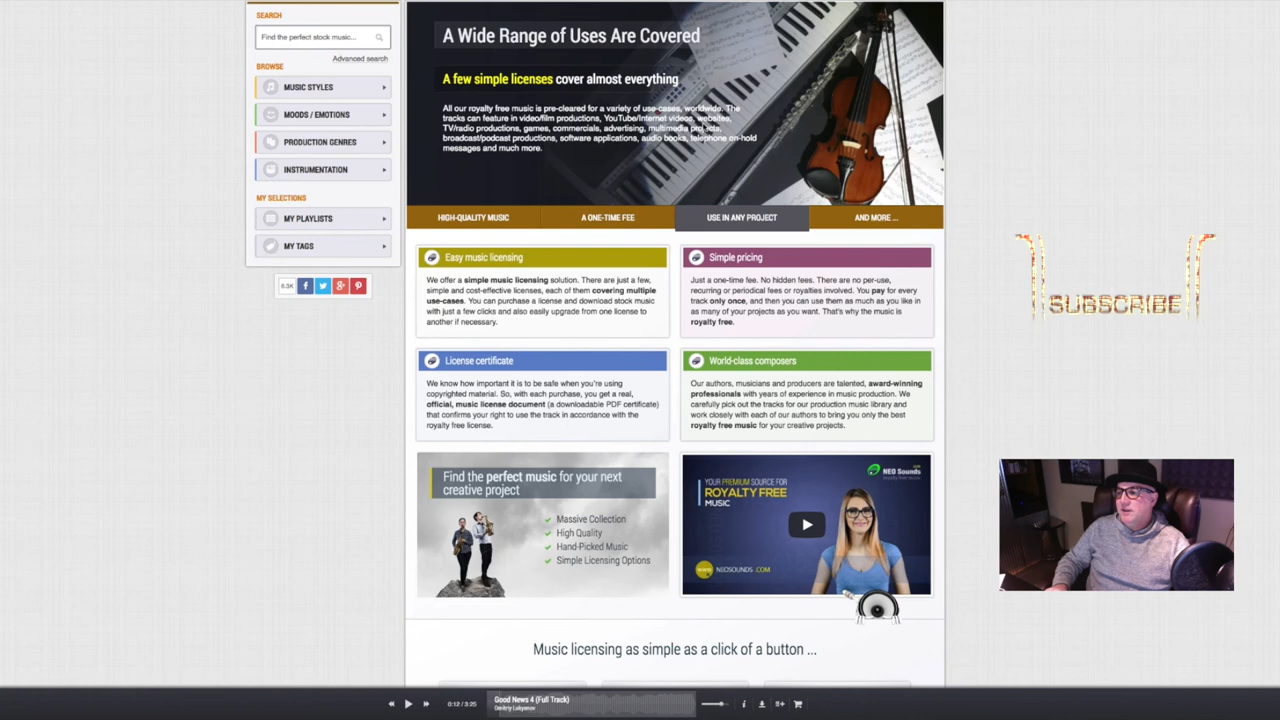 SEARCH
Find the perfect stock music...
Advanced search
BROWSE
MUSIC STYLES
MOODS / EMOTIONS
PRODUCTION GENRES
INSTRUMENTATION
MY SELECTIONS
MY PLAYLISTS
MY TAGS
6.3K
A Wide Range of Uses Are Covered
A few simple licenses cover almost everything
All our royalty free music is pre-cleared for a variety of use-cases, worldwide. The
tracks can feature in video/film productions, YouTube/Internet videos, websites,
TV/radio productions, games, commercials, advertising, multimedia projects,
broadcast/podcast productions, software applications, audio books, telephone on-hold
messages and much more.
HIGH-QUALITY MUSIC
A ONE-TIME FEE
USE IN ANY PROJECT
AND MORE ...
Easy music licensing
We offer a simple music licensing solution. There are just a few,
simple and cost-effective licenses, each of them covering multiple
use-cases. You can purchase a license and download stock music
with just a few clicks and also easily upgrade from one license to
another if necessary.
Simple pricing
Just a one-time fee. No hidden fees. There are no per-use,
recurring or periodical fees or royalties involved. You pay for every
track only once, and then you can use them as much as you like in
as many of your projects as you want. That's why the music is
royalty free.
License certificate
We know how important it is to be safe when you're using
copyrighted material. So, with each purchase, you get a real,
official, music license document (a downloadable PDF certificate)
that confirms your right to use the track in accordance with the
royalty free license.
World-class composers
Our authors, musicians and producers are talented, award-winning
professionals with years of experience in music production. We
carefully pick out the tracks for our production music library and
work closely with each of our authors to bring you only the best
royalty free music for your creative projects.
Find the perfect music for your next
creative project
Massive Collection
High Quality
Hand-Picked Music
Simple Licensing Options
NEO Sounds
YOUR PREMIUM SOURCE FOR
ROYALTY FREE
MUSIC
www
NEOSOUNDS .COM
Music licensing as simple as a click of a button ...
SUBSCRIBE
0:12 / 3:25
Good News 4 (Full Track)
Dmitriy Lukyanov